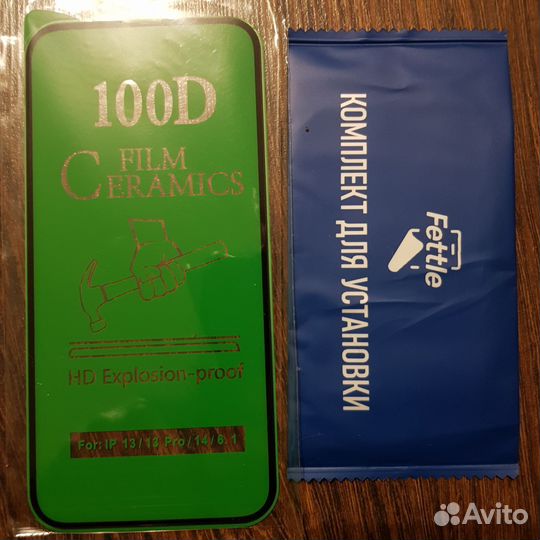 100D
FILM
CERAMICS
HD Explosion-proof
For: IP 13/13 Pro/14/6.1
Fettle
КОМПЛЕКТ ДЛЯ УСТАНОВКИ
Avito